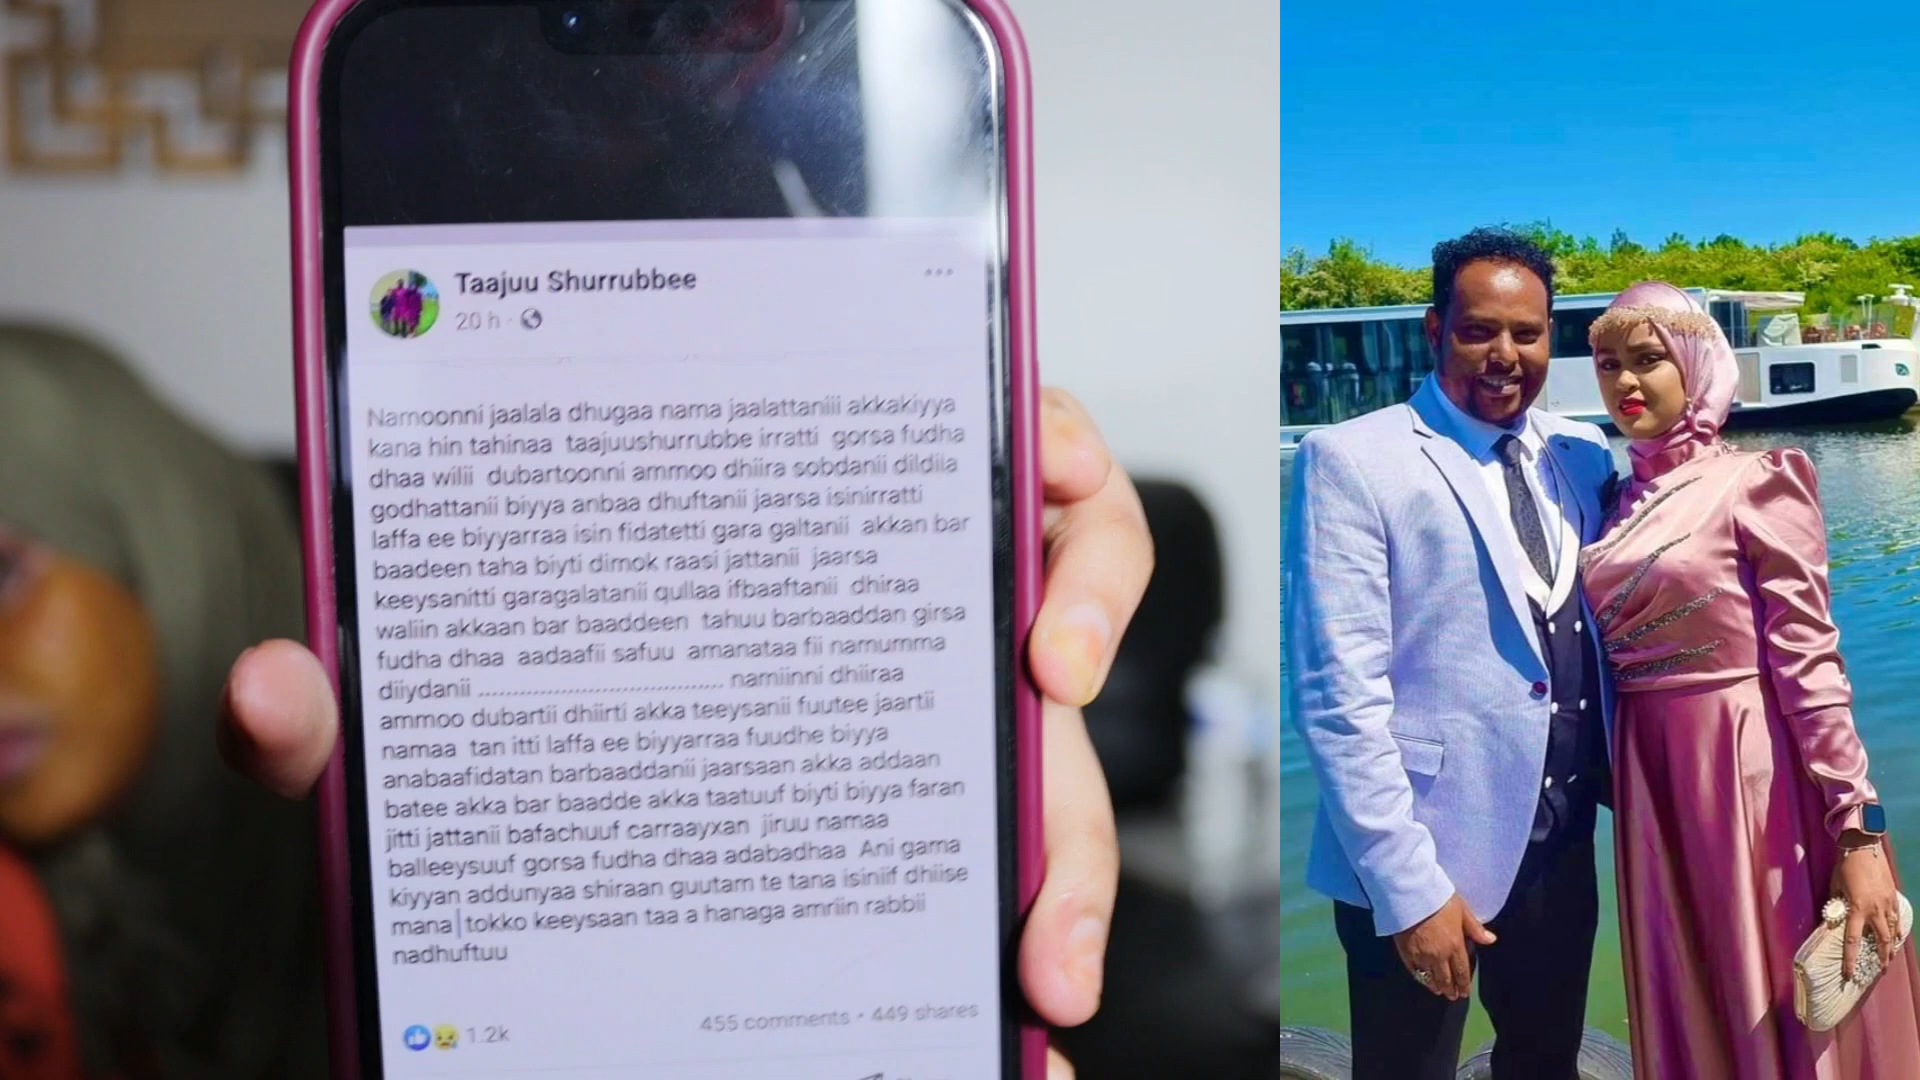 Taajuu Shurrubbee
20 h
Namoonni jaalala dhugaa nama jaalattaniii akkakiyya
kana hin tahinaa taajuushurrubbe irratti gorsa fudha
dhaa wilii dubartoonni ammoo dhiira sobdanii dildila
godhattanii biyya anbaa dhuftanii jaarsa isinirratti
laffa ee biyyarraa isin fidatetti gara galtanii akkan bar
baadeen taha biyti dimok raasi jattanii jaarsa
keeysanitti garagalatanii qullaa ifbaaftanii dhiraa
waliin akkaan bar baaddeen tahuu barbaaddan girsa
fudha dhaa aadaafii safuu amanataa fii namumma
diiydanii ................................... namiinni dhiiraa
ammoo dubartii dhiirti akka teeysanii fuutee jaartii
namaa tan itti laffa ee biyyarraa fuudhe biyya
anabaafidatan barbaaddanii jaarsaan akka addaan
batee akka bar baadde akka taatuuf biyti biyya faran
jitti jattanii bafachuuf carraayxan jiruu namaa
balleeysuuf gorsa fudha dhaa adabadhaa Ani gama
kiyyan addunyaa shiraan guutam te tana isiniif dhiise
mana tokko keeysaan taa a hanaga amriin rabbii
nadhuftuu
1.2k
455 comments • 449 shares